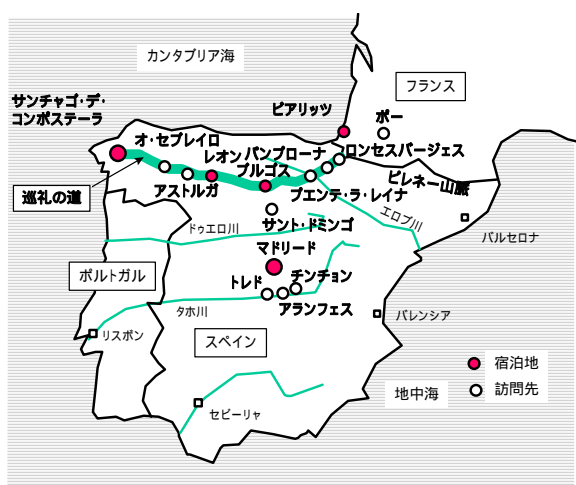 カンタブリア海
フランス
ビアリッツ
ポー
サンチャゴ・デ・
コンポステーラ
オ・セブレイロ
レオン
パンプローナ
ロンセスバージェス
ブルゴス
ピレネー山脈
巡礼の道
アストルガ
プエンテ・ラ・レイナ
エロブ川
サント・ドミンゴ
ドゥエロ川
バルセロナ
マドリード
ポルトガル
トレド
チンチョン
アランフェス
タホ川
バレンシア
リスボン
スペイン
宿泊地
地中海
訪問先
セビーリャ